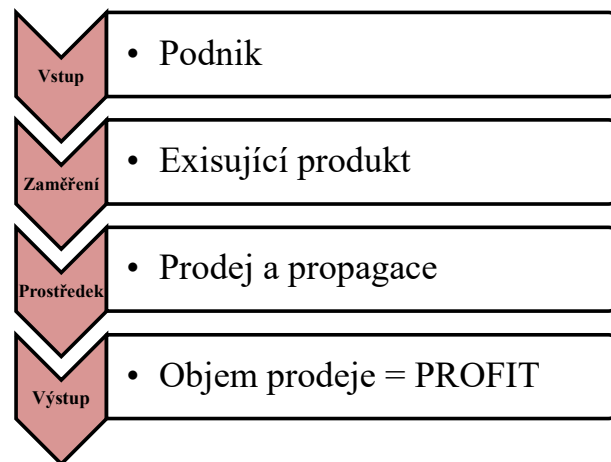 Vstup
• Podnik
Zaměření
• Exisující produkt
Prostředek
• Prodej a propagace
Výstup
• Objem prodeje = PROFIT